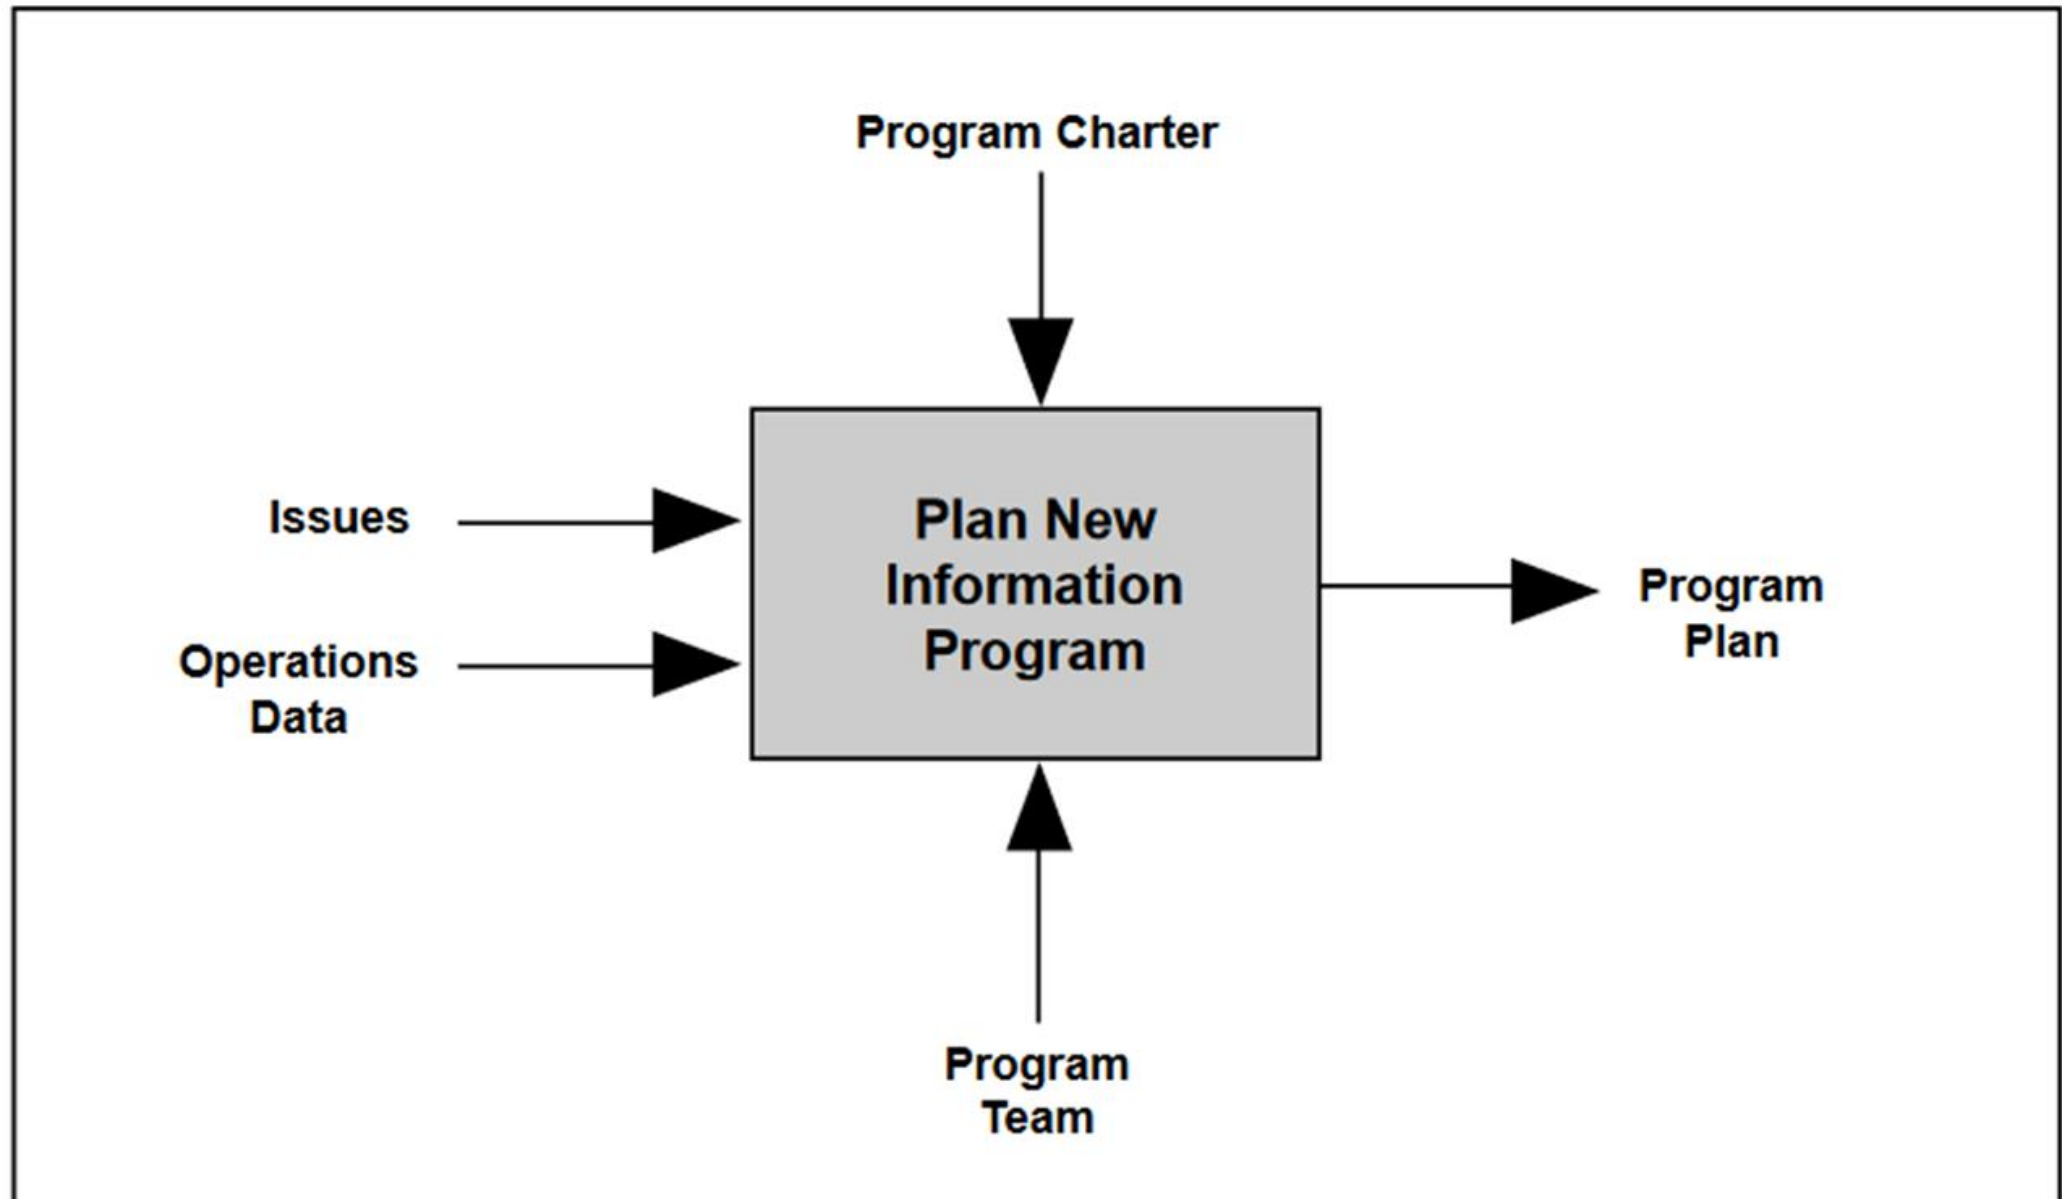 Program Charter
Issues
Operations
Data
Plan New
Information
Program
Program
Plan
Program
Team